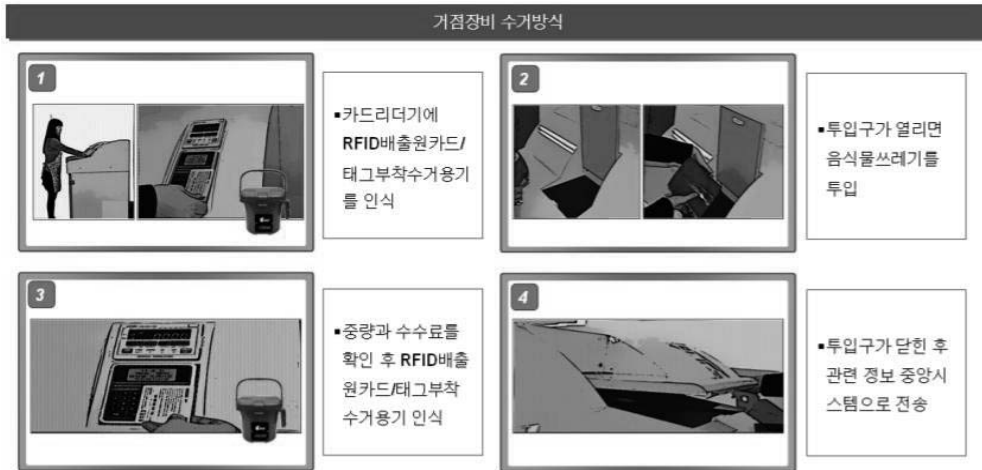 거점장비 수거방식
1
▪카드리더기에
RFID배출원카드/
태그부착수거용기
를 인식
2
▪투입구가 열리면
음식물쓰레기를
투입
3
▪중량과 수수료를
확인 후 RFID배출
원카드/태그부착
수거용기 인식
4
▪투입구가 닫힌 후
관련 정보 중앙시
스템으로 전송